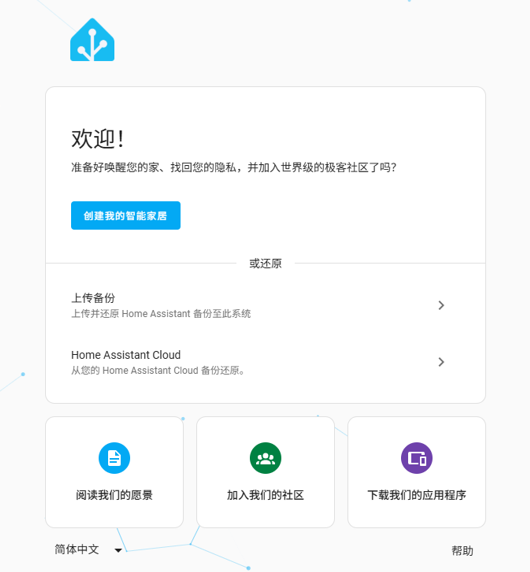 欢迎!
准备好唤醒您的家、找回您的隐私，并加入世界级的极客社区了吗?
创建我的智能家居
或还原
上传备份
上传并还原 Home Assistant 备份至此系统
Home Assistant Cloud
从您的 Home Assistant Cloud 备份还原。
阅读我们的愿景
加入我们的社区
下载我们的应用程序
简体中文
帮助